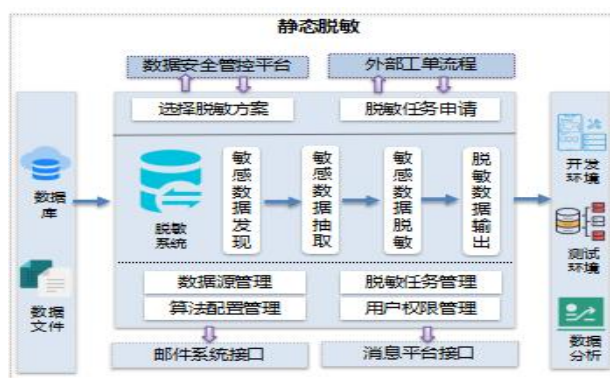 静态脱敏
数据安全管控平台
外部工单流程
选择脱敏方案
脱敏任务申请
数据
库
数据
文件
脱敏
系统
敏感数据发现
敏感数据抽取
敏感数据脱敏
脱敏数据输出
数据源管理
脱敏任务管理
算法配置管理
用户权限管理
邮件系统接口
消息平台接口
开发
环境
测试
环境
数据
分析